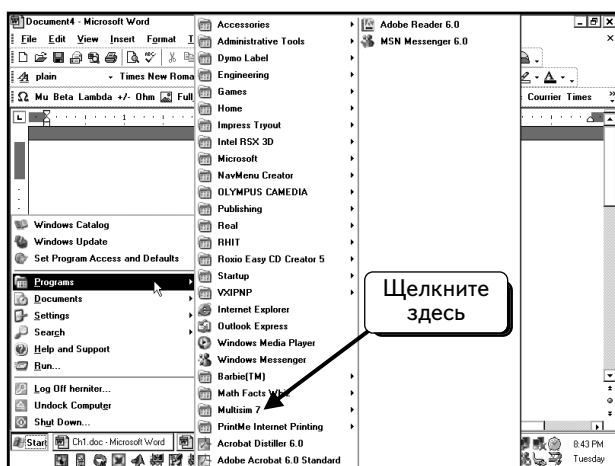 Document4 - Microsoft Word
File Edit View Insert Format
plain
Times New Roma
Mu Beta Lambda +/- Ohm Full
Courrier Times
Windows Catalog
Windows Update
Set Program Access and Defaults
Programs
Documents
Settings
Search
Help and Support
Run...
Log Off herniter...
Undock Computer
Shut Down...
Accessories
Administrative Tools
Dymo Label
Engineering
Games
Home
Impress Tryout
Intel RSX 3D
Microsoft
NavMenu Creator
OLYMPUS CAMEDIA
Publishing
Real
RHIT
Roxio Easy CD Creator 5
Startup
VXIPNP
Internet Explorer
Outlook Express
Windows Media Player
Windows Messenger
Barbie(TM)
Math Facts Whiz
Multisim 7
PrintMe Internet Printing
Acrobat Distiller 6.0
Adobe Acrobat 6.0 Standard
Adobe Reader 6.0
MSN Messenger 6.0
Щелкните
здесь
Start
Ch1.doc - Microsoft Word
8:43 PM
Tuesday